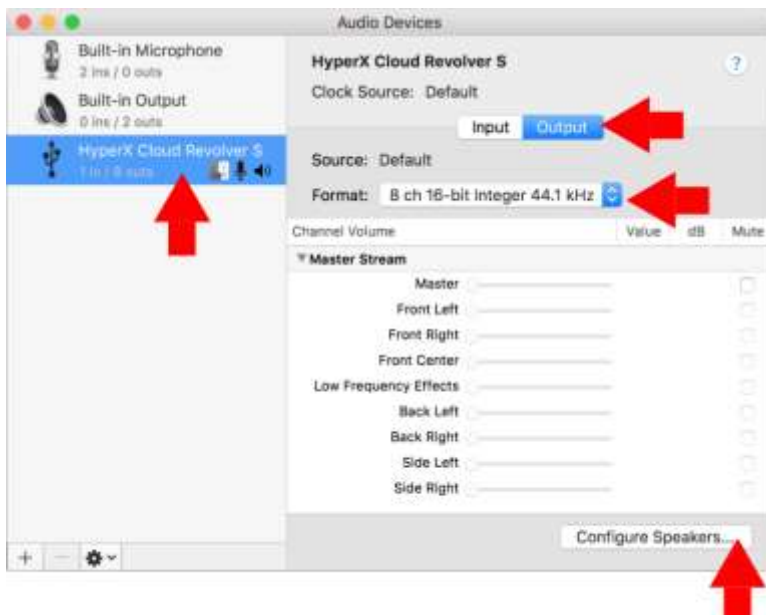 Audio Devices
Built-in Microphone
2 ins / 0 outs
Built-in Output
0 ins / 2 outs
HyperX Cloud Revolver S
1 in / 8 outs
HyperX Cloud Revolver S
?
Clock Source: Default
Input Output
Source: Default
Format: 8 ch 16-bit Integer 44.1 kHz
Channel Volume Value dB Mute
Master Stream
Master
Front Left
Front Right
Front Center
Low Frequency Effects
Back Left
Back Right
Side Left
Side Right
Configure Speakers...